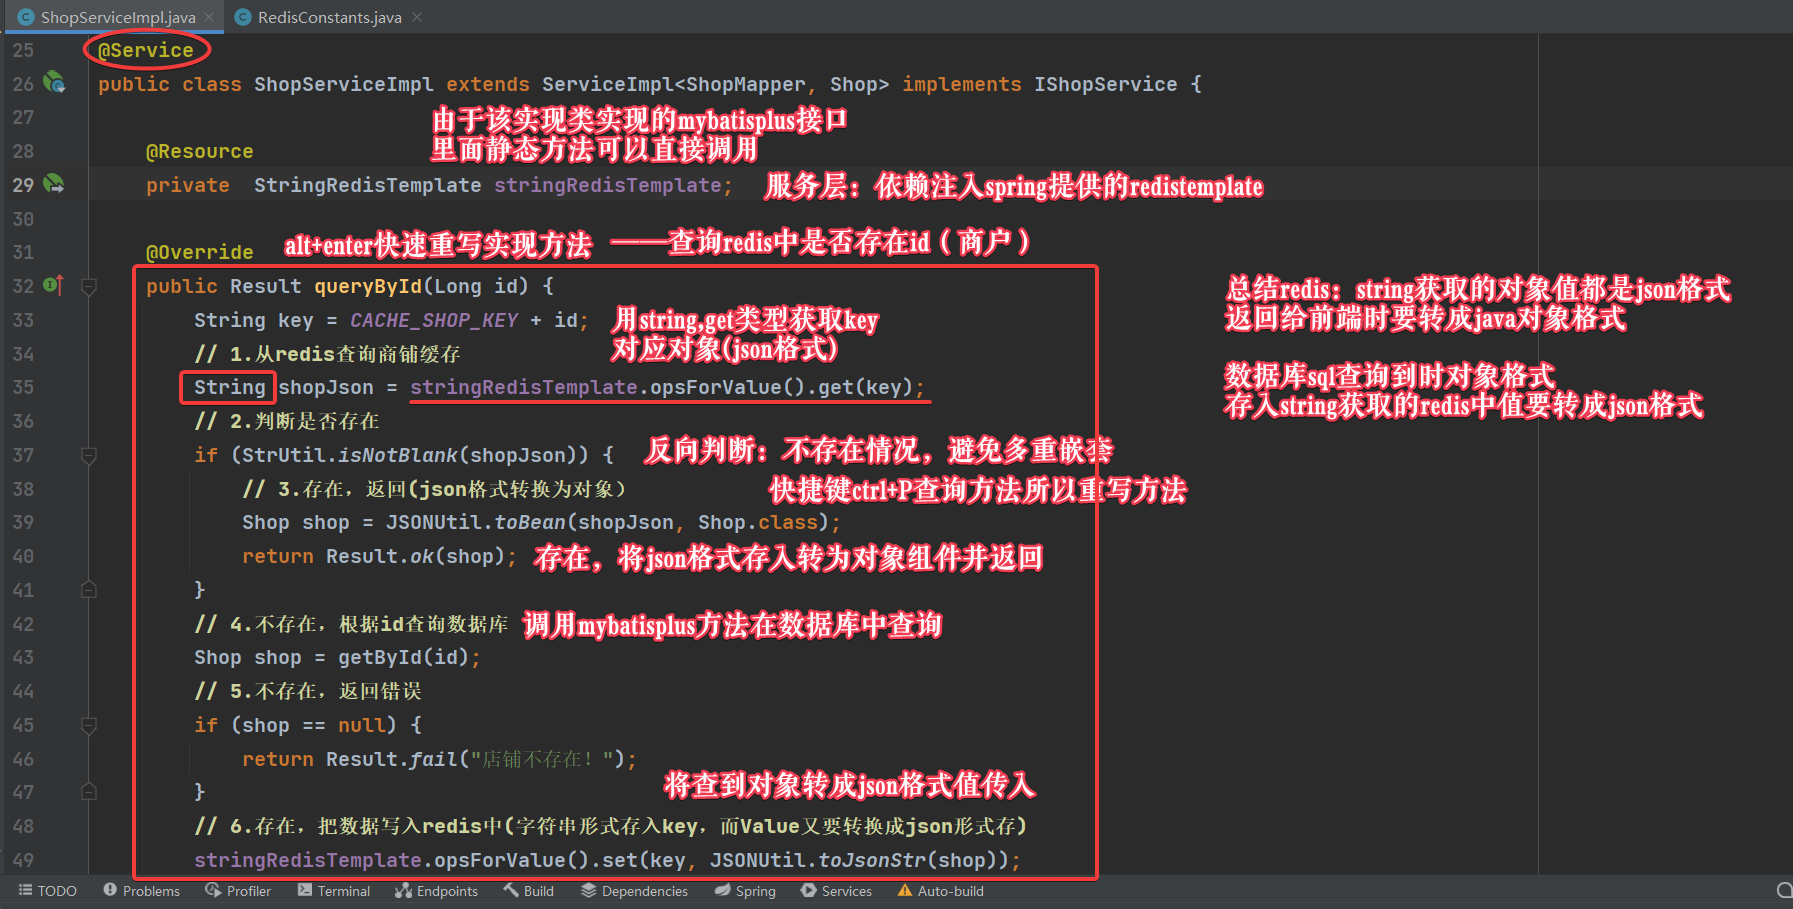 ShopServiceImpl.java × RedisConstants.java ×
25 @Service
26 public class ShopServiceImpl extends ServiceImpl<ShopMapper, Shop> implements IShopService {
27
由于该实现类实现的mybatisplus接口
里面静态方法可以直接调用
28 @Resource
29 private StringRedisTemplate stringRedisTemplate; 服务层：依赖注入spring提供的redistemplate
30
31 @Override alt+enter快速重写实现方法 ——查询redis中是否存在id（商户）
32 public Result queryById(Long id) {
33 String key = CACHE_SHOP_KEY + id; 用string,get类型获取key
对应对象(json格式)
34 // 1.从redis查询商铺缓存
35 String shopJson = stringRedisTemplate.opsForValue().get(key);
36 // 2.判断是否存在
37 if (StrUtil.isNotBlank(shopJson)) { 反向判断：不存在情况，避免多重嵌套
38 // 3.存在，返回(json格式转换为对象） 快捷键ctrl+P查询方法所以重写方法
39 Shop shop = JSONUtil.toBean(shopJson, Shop.class);
40 return Result.ok(shop); 存在，将json格式存入转为对象组件并返回
41 }
42 // 4.不存在，根据id查询数据库 调用mybatisplus方法在数据库中查询
43 Shop shop = getById(id);
44 // 5.不存在，返回错误
45 if (shop == null) {
46 return Result.fail("店铺不存在！");
47 } 将查到对象转成json格式值传入
48 // 6.存在，把数据写入redis中(字符串形式存入key，而Value又要转换成json形式存)
49 stringRedisTemplate.opsForValue().set(key, JSONUtil.toJsonStr(shop));
总结redis：string获取的对象值都是json格式
返回给前端时要转成java对象格式
数据库sql查询到时对象格式
存入string获取的redis中值要转成json格式
TODO Problems Profiler Terminal Endpoints Build Dependencies Spring Services Auto-build